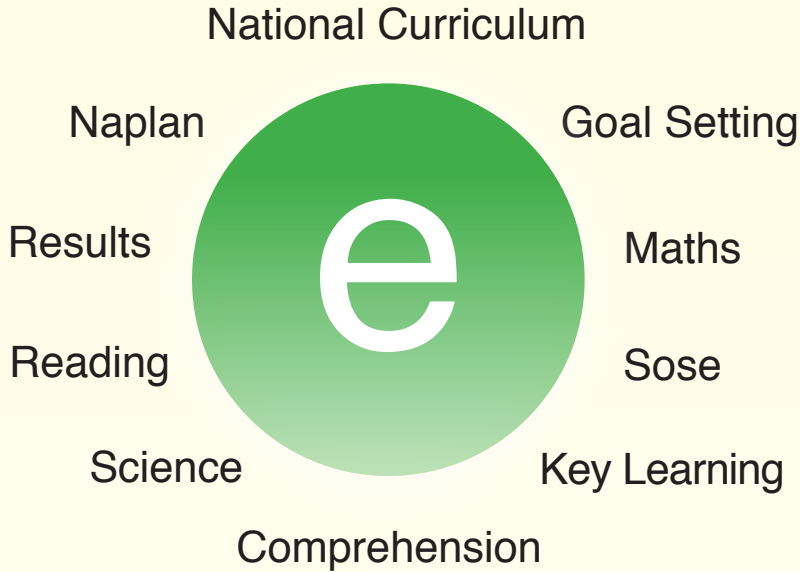 National Curriculum
Naplan
Goal Setting
Results
e
Maths
Reading
Sose
Science
Key Learning
Comprehension